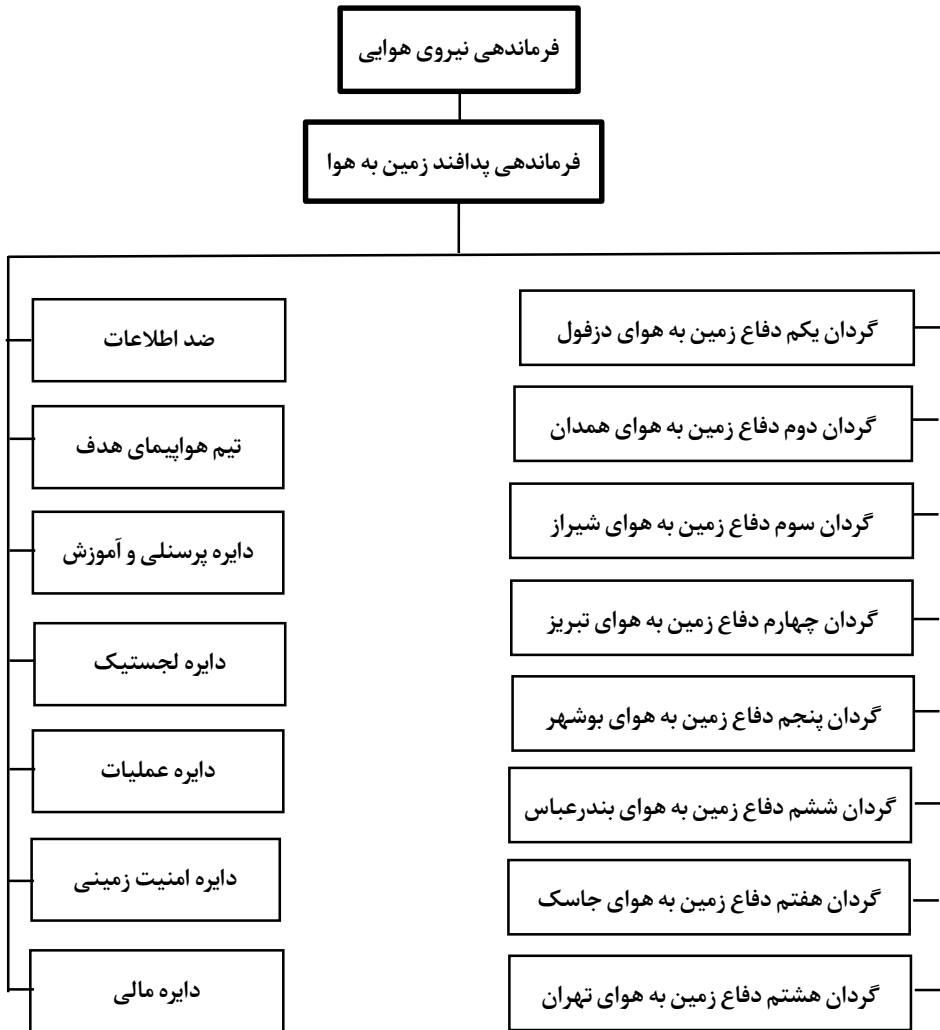 فرماندهی نیروی هوایی
فرماندهی پدافند زمین به هوا
گردان یکم دفاع زمین به هوای دزفول
گردان دوم دفاع زمین به هوای همدان
گردان سوم دفاع زمین به هوای شیراز
گردان چهارم دفاع زمین به هوای تبریز
گردان پنجم دفاع زمین به هوای بوشهر
گردان ششم دفاع زمین به هوای بندرعباس
گردان هفتم دفاع زمین به هوای جاسک
گردان هشتم دفاع زمین به هوای تهران
ضد اطلاعات
تیم هواپیمای هدف
دایره پرسنلی و آموزش
دایره لجستیک
دایره عملیات
دایره امنیت زمینی
دایره مالی